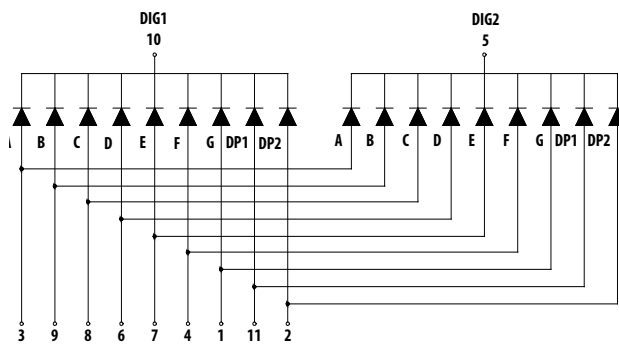 DIG1
10
DIG2
5
B C D E F G DP1 DP2
A B C D E F G DP1 DP2
3 9 8 6 7 4 1 11 2